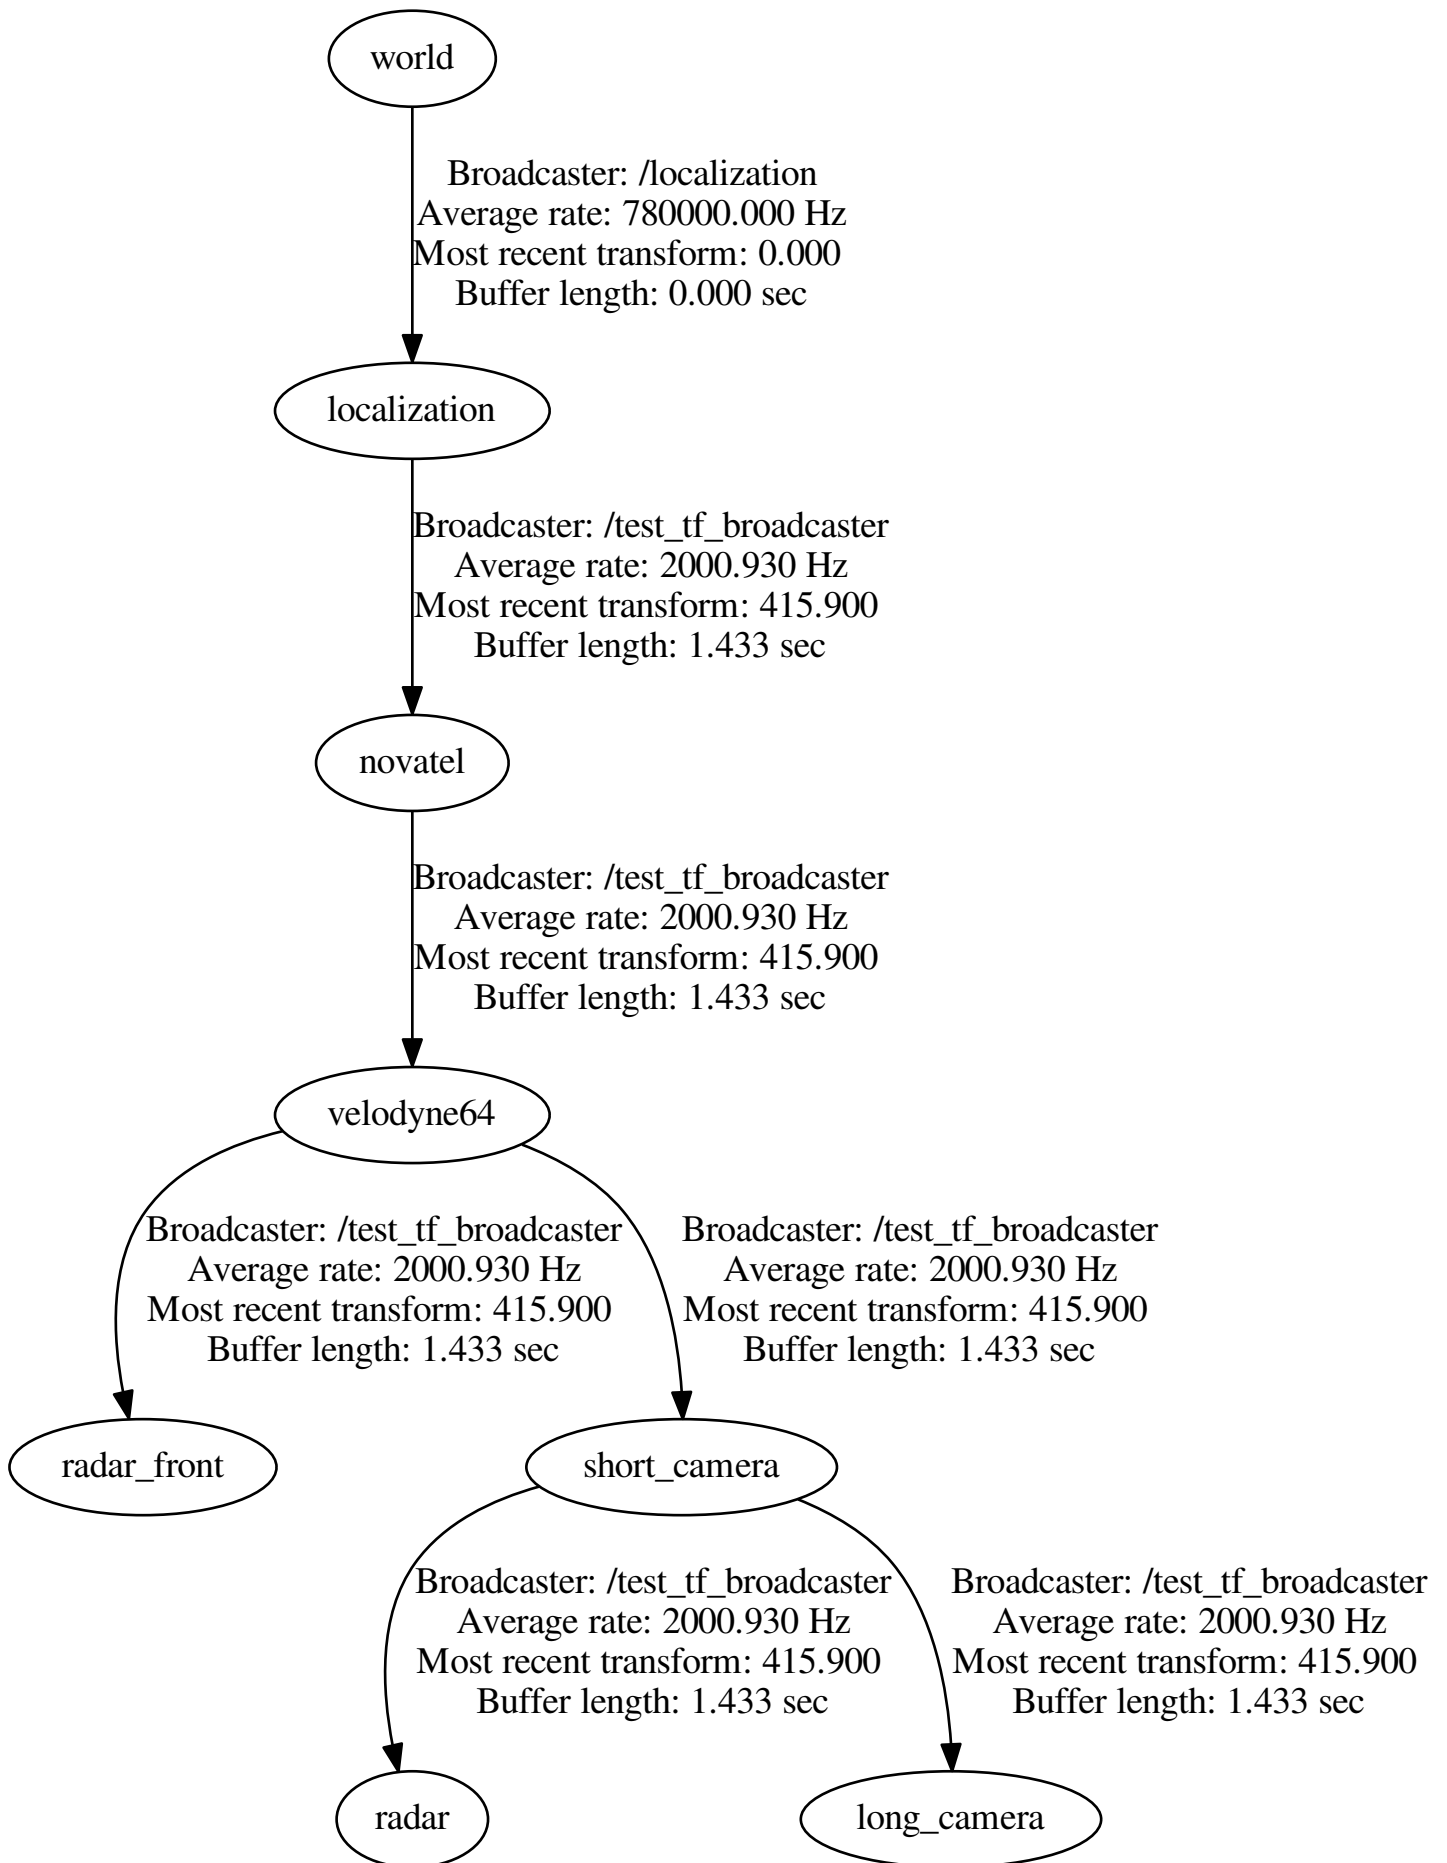 world
Broadcaster: /localization
Average rate: 780000.000 Hz
Most recent transform: 0.000
Buffer length: 0.000 sec
localization
Broadcaster: /test_tf_broadcaster
Average rate: 2000.930 Hz
Most recent transform: 415.900
Buffer length: 1.433 sec
novatel
Broadcaster: /test_tf_broadcaster
Average rate: 2000.930 Hz
Most recent transform: 415.900
Buffer length: 1.433 sec
velodyne64
Broadcaster: /test_tf_broadcaster
Average rate: 2000.930 Hz
Most recent transform: 415.900
Buffer length: 1.433 sec
Broadcaster: /test_tf_broadcaster
Average rate: 2000.930 Hz
Most recent transform: 415.900
Buffer length: 1.433 sec
radar_front
short_camera
Broadcaster: /test_tf_broadcaster
Average rate: 2000.930 Hz
Most recent transform: 415.900
Buffer length: 1.433 sec
Broadcaster: /test_tf_broadcaster
Average rate: 2000.930 Hz
Most recent transform: 415.900
Buffer length: 1.433 sec
radar
long_camera